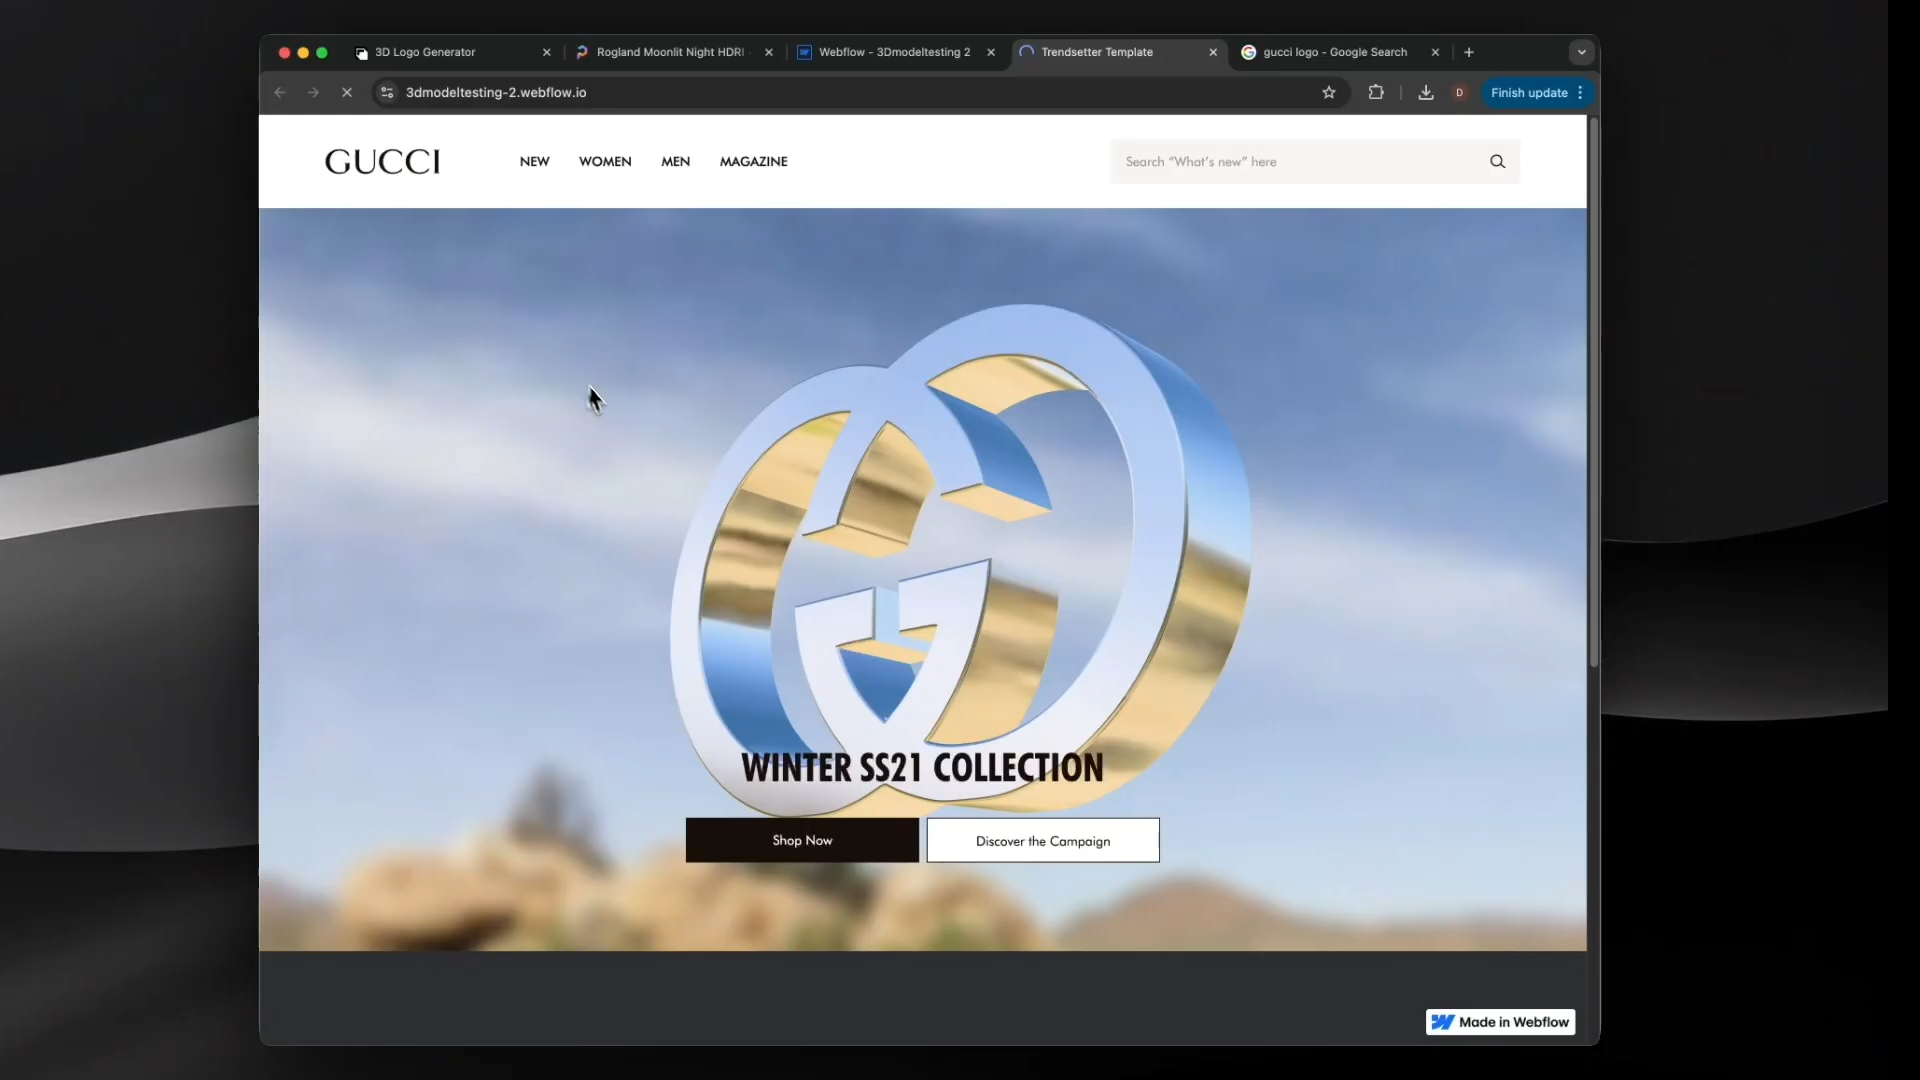 3D Logo Generator
Rogland Moonlit Night HDRI
Webflow - 3Dmodeltesting 2
Trendsetter Template
gucci logo - Google Search
3dmodeltesting-2.webflow.io
D
Finish update
GUCCI
NEW
WOMEN
MEN
MAGAZINE
Search “What’s new” here
WINTER SS21 COLLECTION
Shop Now
Discover the Campaign
Made in Webflow